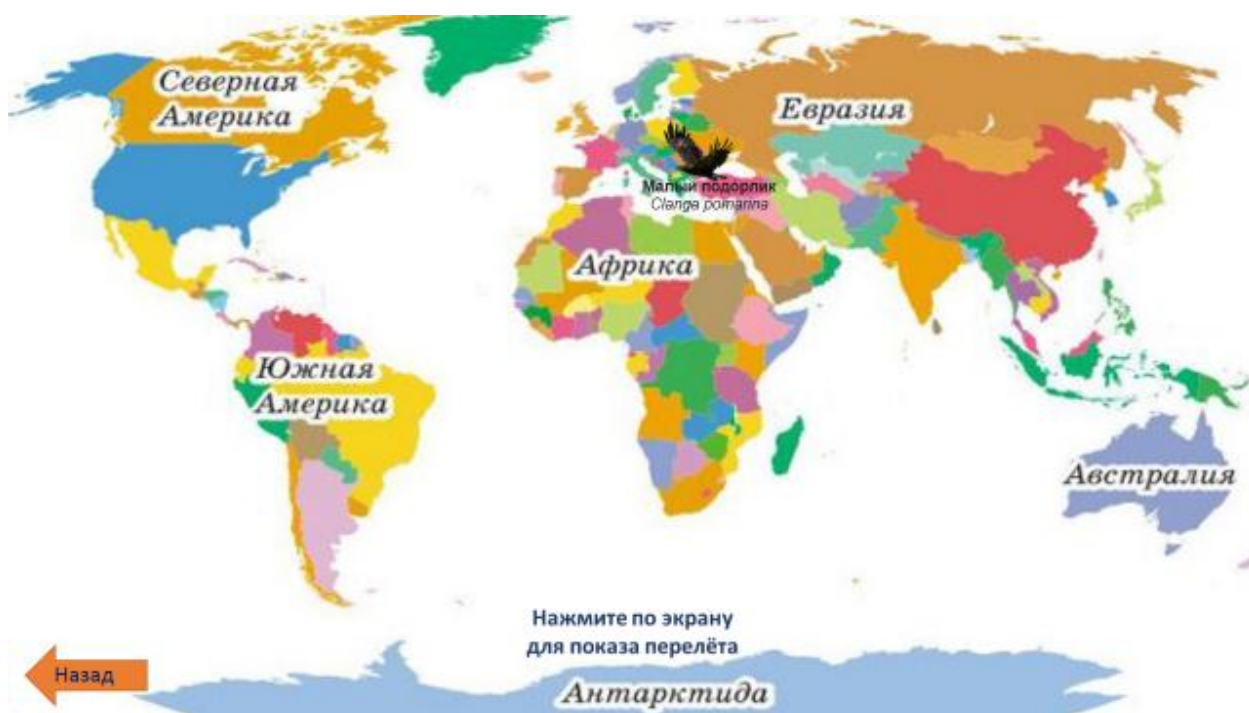 Северная
Америка
Евразия
Малый подорлик
Clanga pomarina
Африка
Южная
Америка
Австралия
Нажмите по экрану
для показа перелёта
Назад
Антарктида